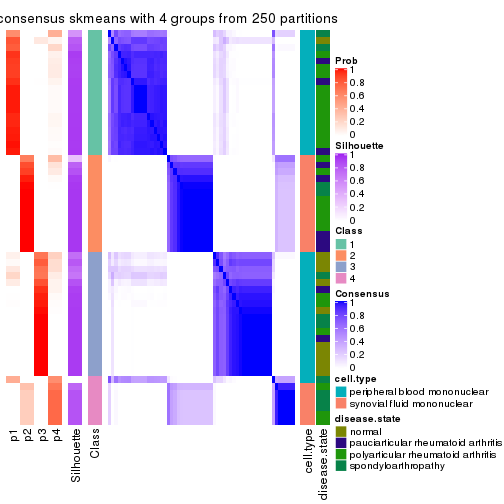 consensus skmeans with 4 groups from 250 partitions
Prob
1
0.8
0.6
0.4
0.2
0
Silhouette
1
0.8
0.6
0.4
0.2
0
Class
1
2
3
4
Consensus
1
0.8
0.6
0.4
0.2
0
cell.type
peripheral blood mononuclear
synovial fluid mononuclear
disease.state
normal
pauciarticular rheumatoid arthritis
polyarticular rheumatoid arthritis
spondyloarthropathy
p1
p2
p3
p4
Silhouette
Class
cell.type
disease.state